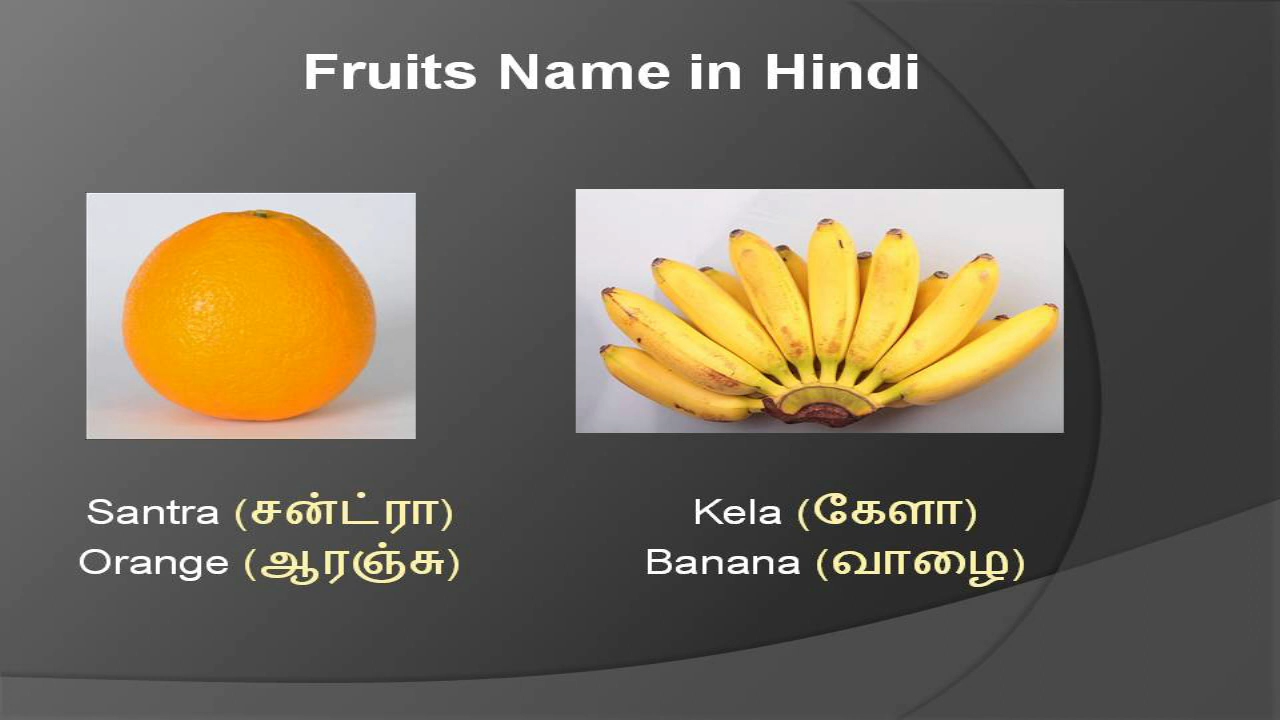 Fruits Name in Hindi
Santra (சன்ட்ரா)
Orange (ஆரஞ்சு)
Kela (கேளா)
Banana (வாழை)